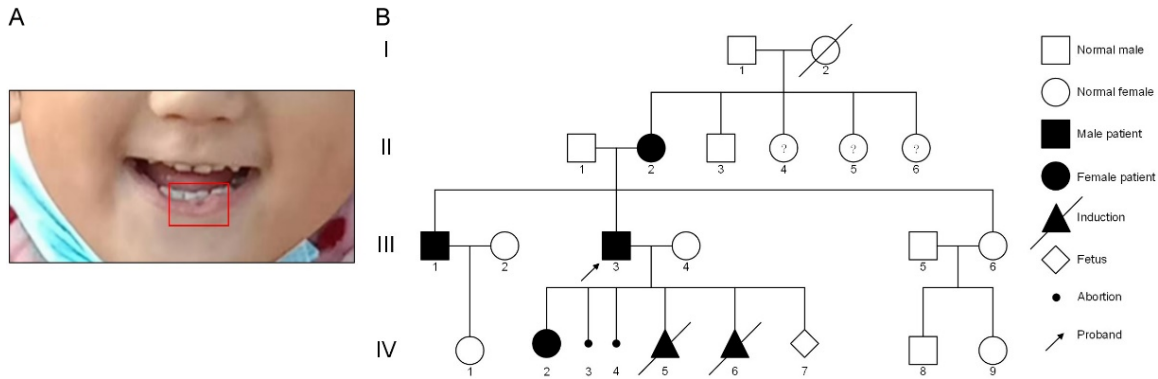 A
B
I
1
2
II
1
2
3
?
4
?
5
?
6
III
1
2
3
4
5
6
IV
1
2
3
4
5
6
7
8
9
Normal male
Normal female
Male patient
Female patient
Induction
Fetus
Abortion
Proband